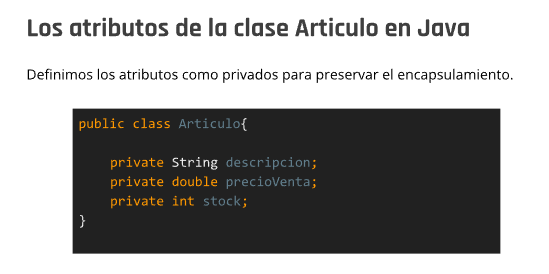 Los atributos de la clase Articulo en Java
Definimos los atributos como privados para preservar el encapsulamiento.
public class Articulo{
private String descripcion;
private double precioVenta;
private int stock;
}